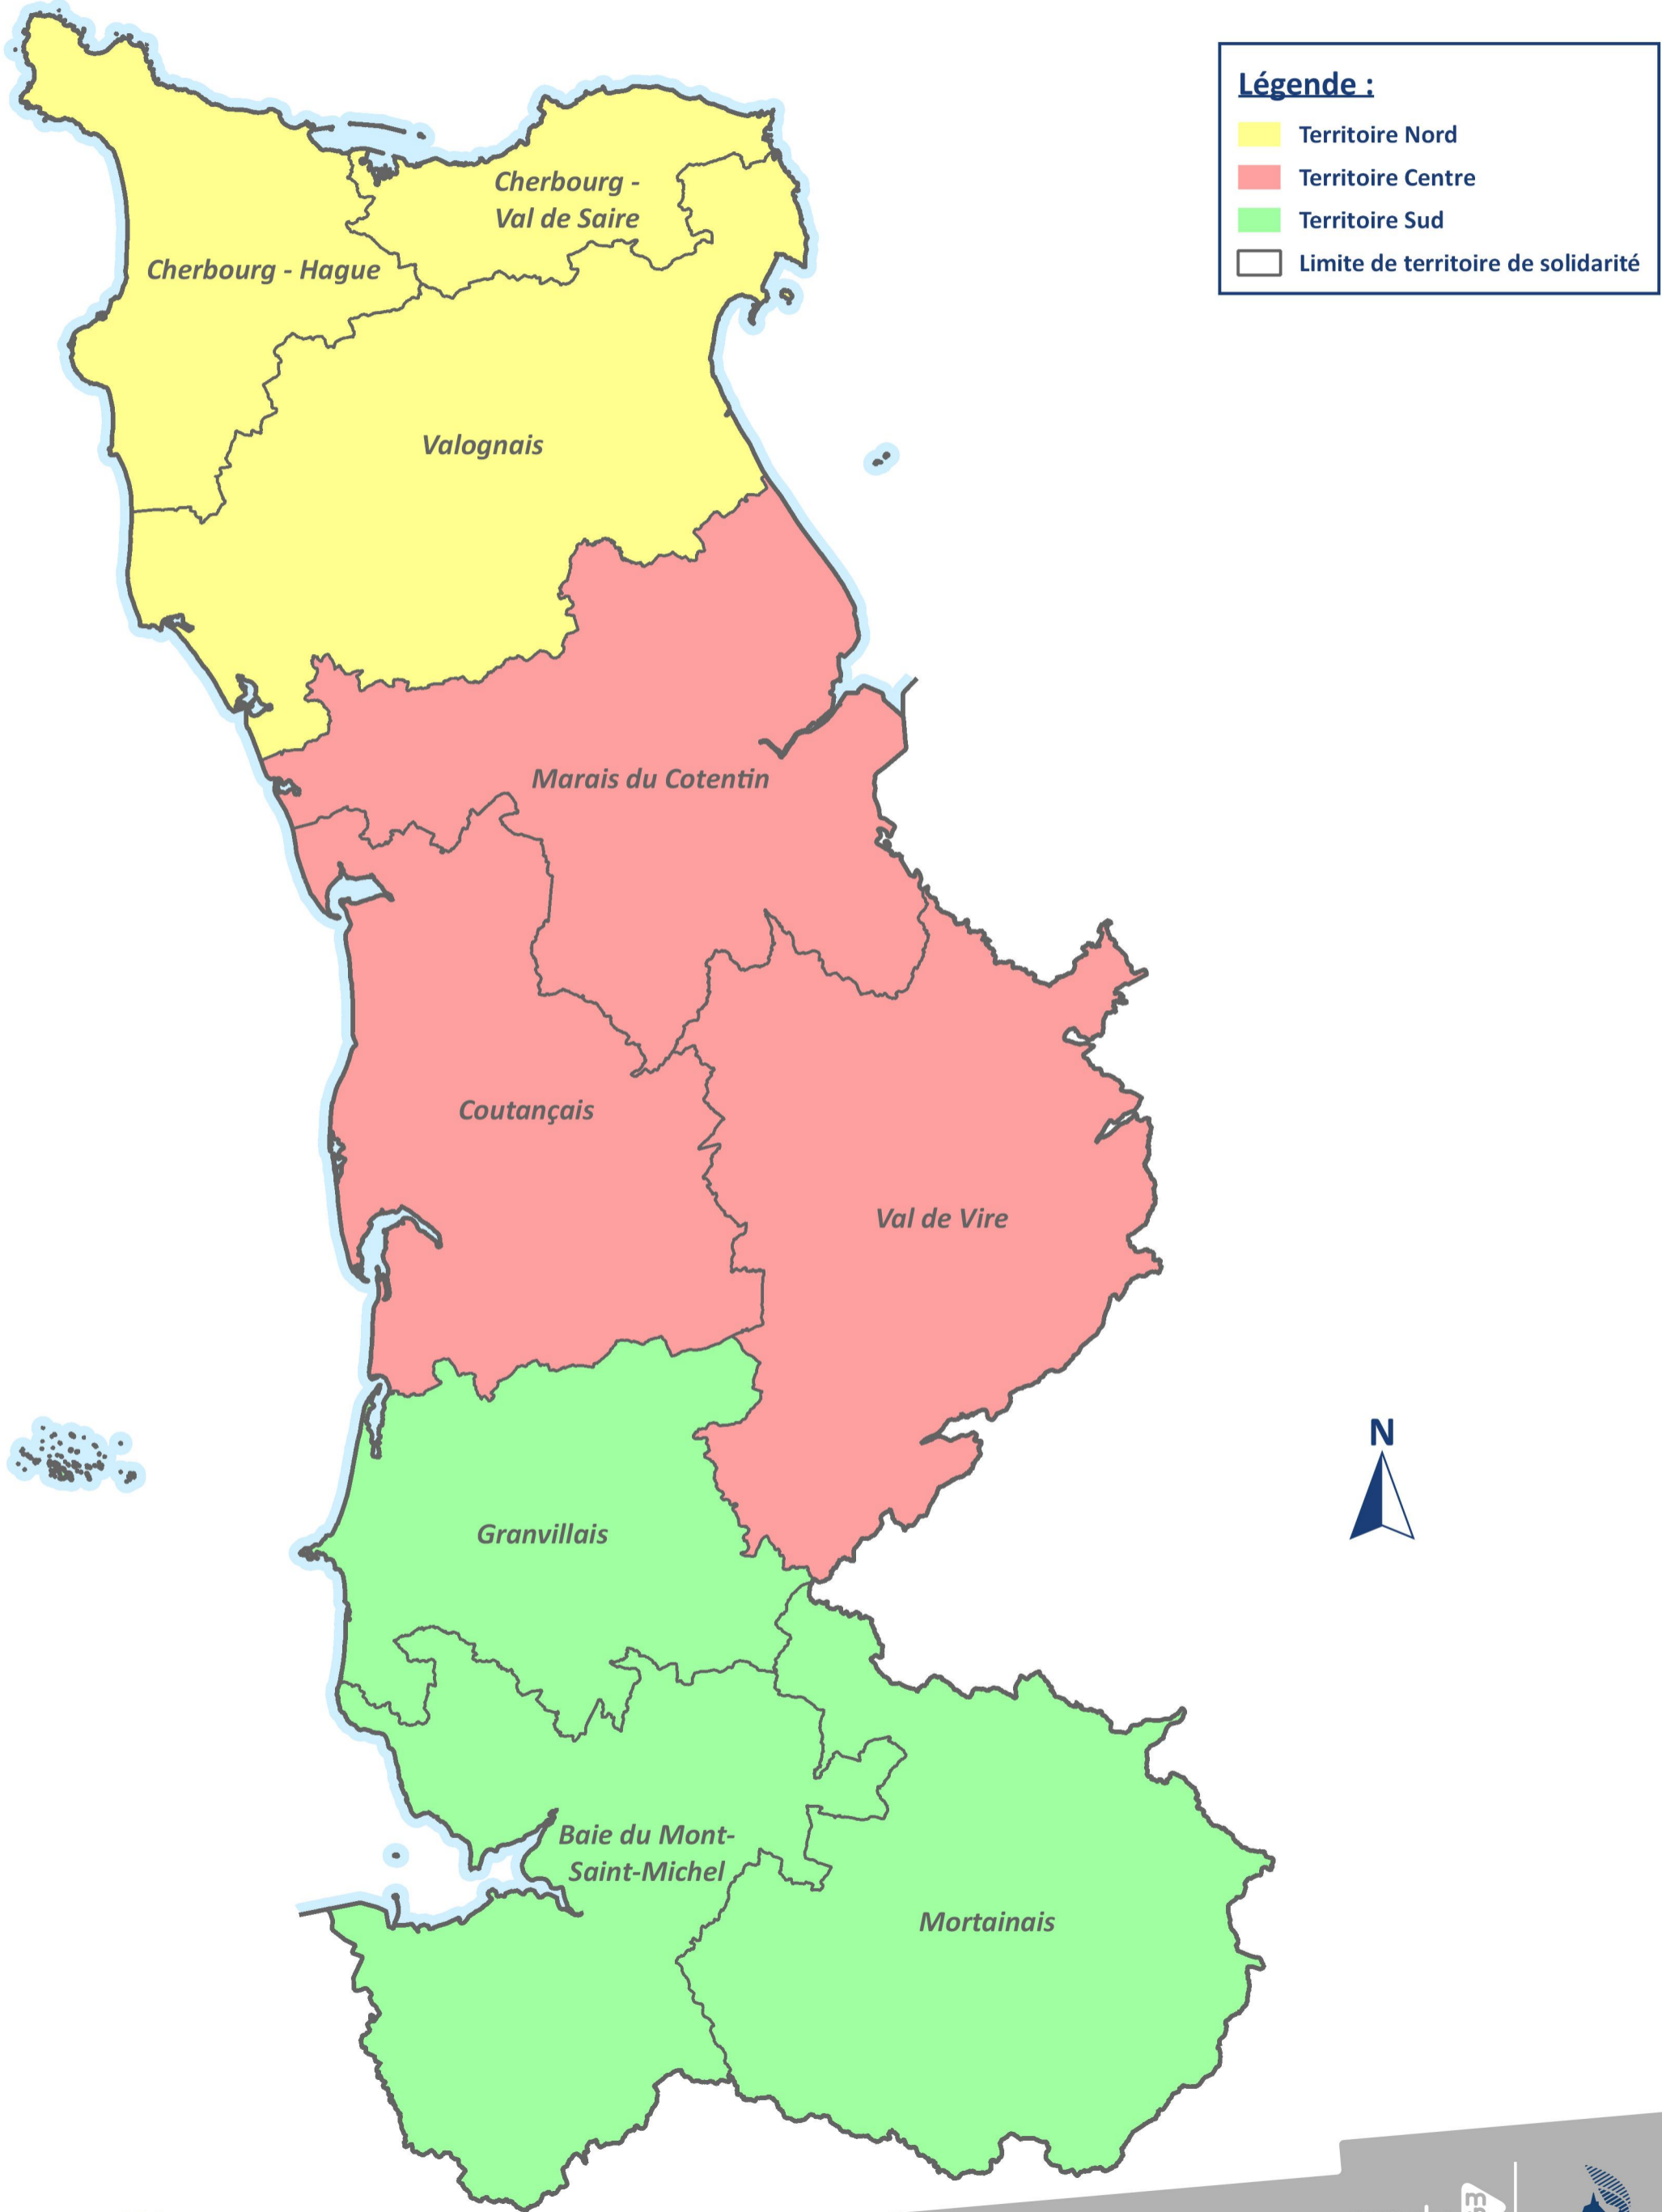 Légende :
Territoire Nord
Territoire Centre
Territoire Sud
Limite de territoire de solidarité
Cherbourg -
Val de Saire
Cherbourg - Hague
Valognais
Marais du Cotentin
Coutançais
Val de Vire
N
Granvillais
Baie du Mont-
Saint-Michel
Mortainais